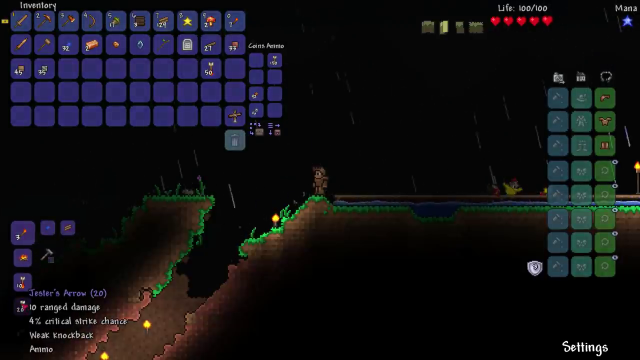 Inventory
Life: 100/100
Mana
Coins Ammo
Jester's Arrow (20)
10 ranged damage
4% critical strike chance
Weak knockback
Ammo
Settings